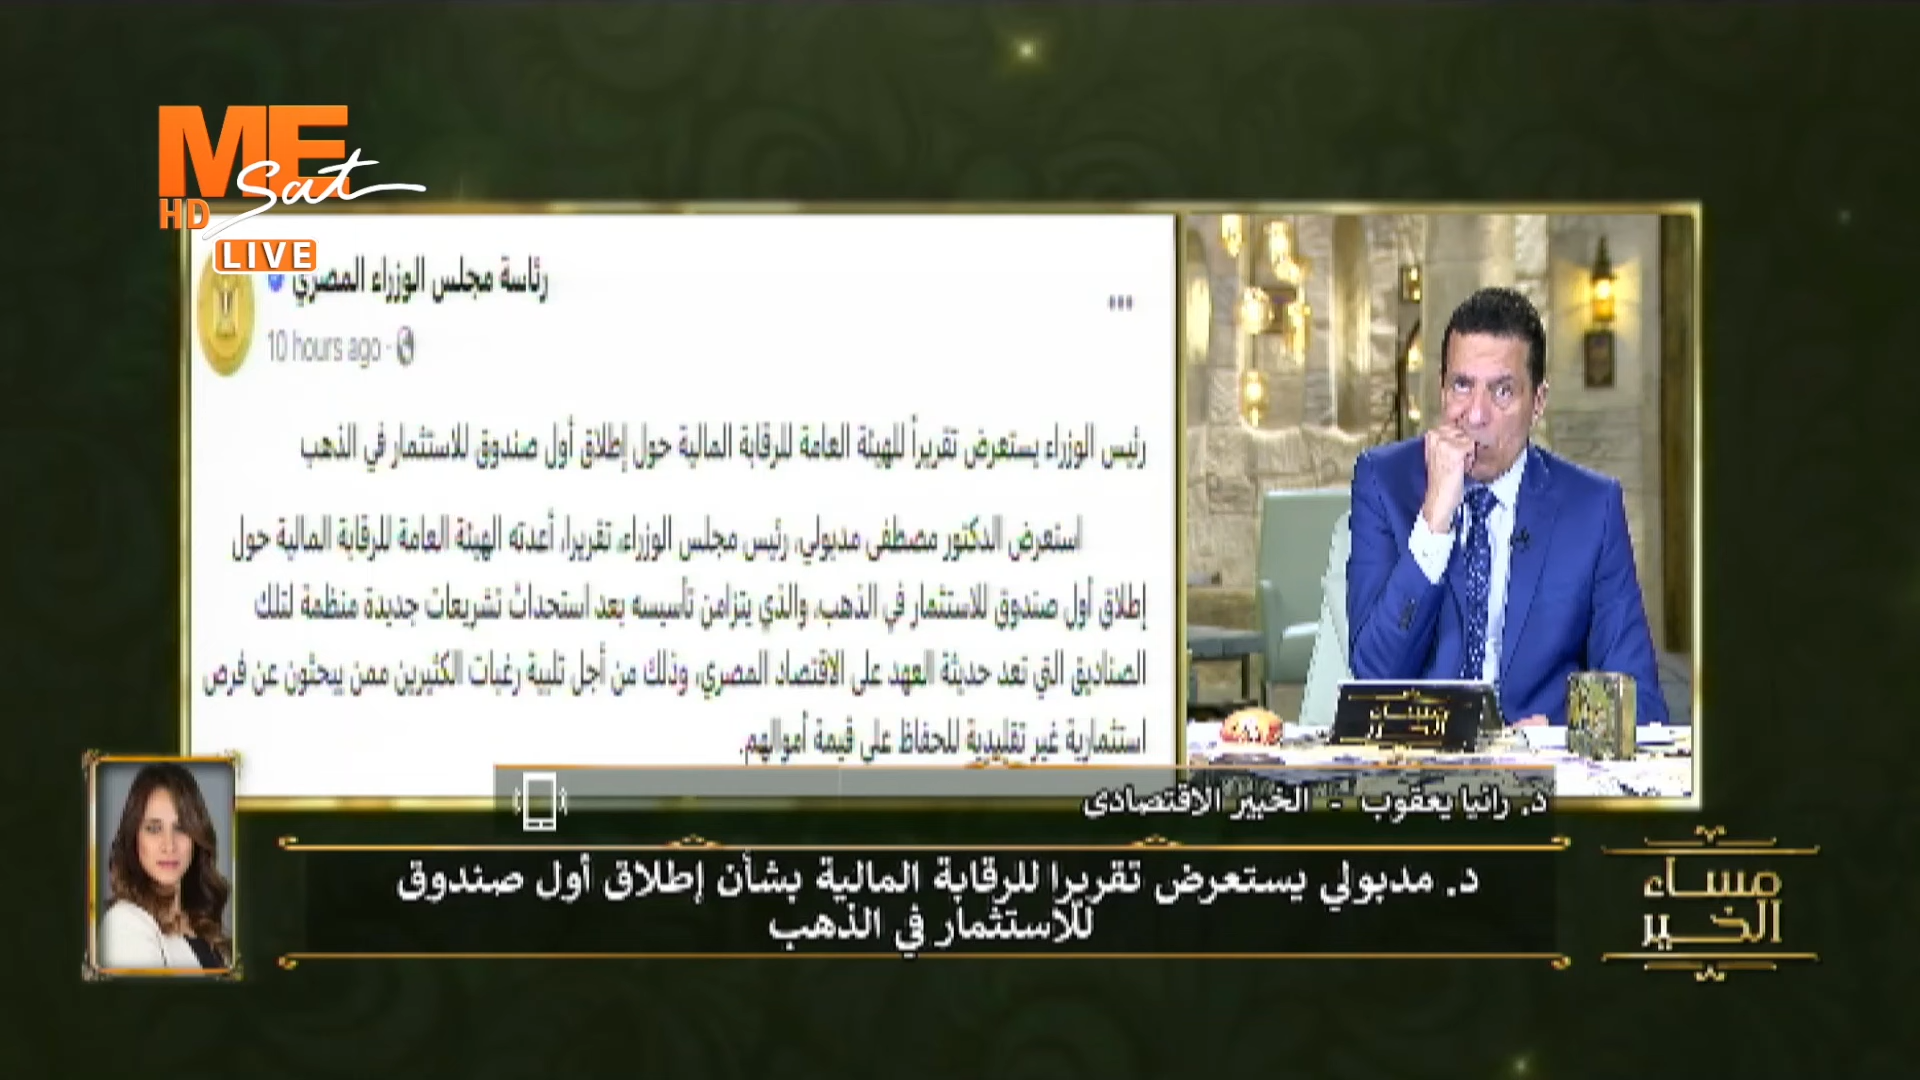 ME
Sat
HD
LIVE
رئاسة مجلس الوزراء المصري
10 hours ago
رئيس الوزراء يستعرض تقريراً للهيئة العامة للرقابة المالية حول إطلاق أول صندوق للاستثمار في الذهب
استعرض الدكتور مصطفى مدبولي، رئيس مجلس الوزراء، تقريرا، أعدته الهيئة العامة للرقابة المالية حول
إطلاق أول صندوق للاستثمار في الذهب، والذي يتزامن تأسيسه بعد استحداث تشريعات جديدة منظمة لتلك
الصناديق التي تعد حديثة العهد على الاقتصاد المصري، وذلك من أجل تلبية رغبات الكثيرين ممن يبحثون عن فرص
استثمارية غير تقليدية للحفاظ على قيمة أموالهم.
مساء
الخير
د. رانيا يعقوب - الخبير الاقتصادى
د. مدبولي يستعرض تقريرا للرقابة المالية بشأن إطلاق أول صندوق
للاستثمار في الذهب
مساء
الخير